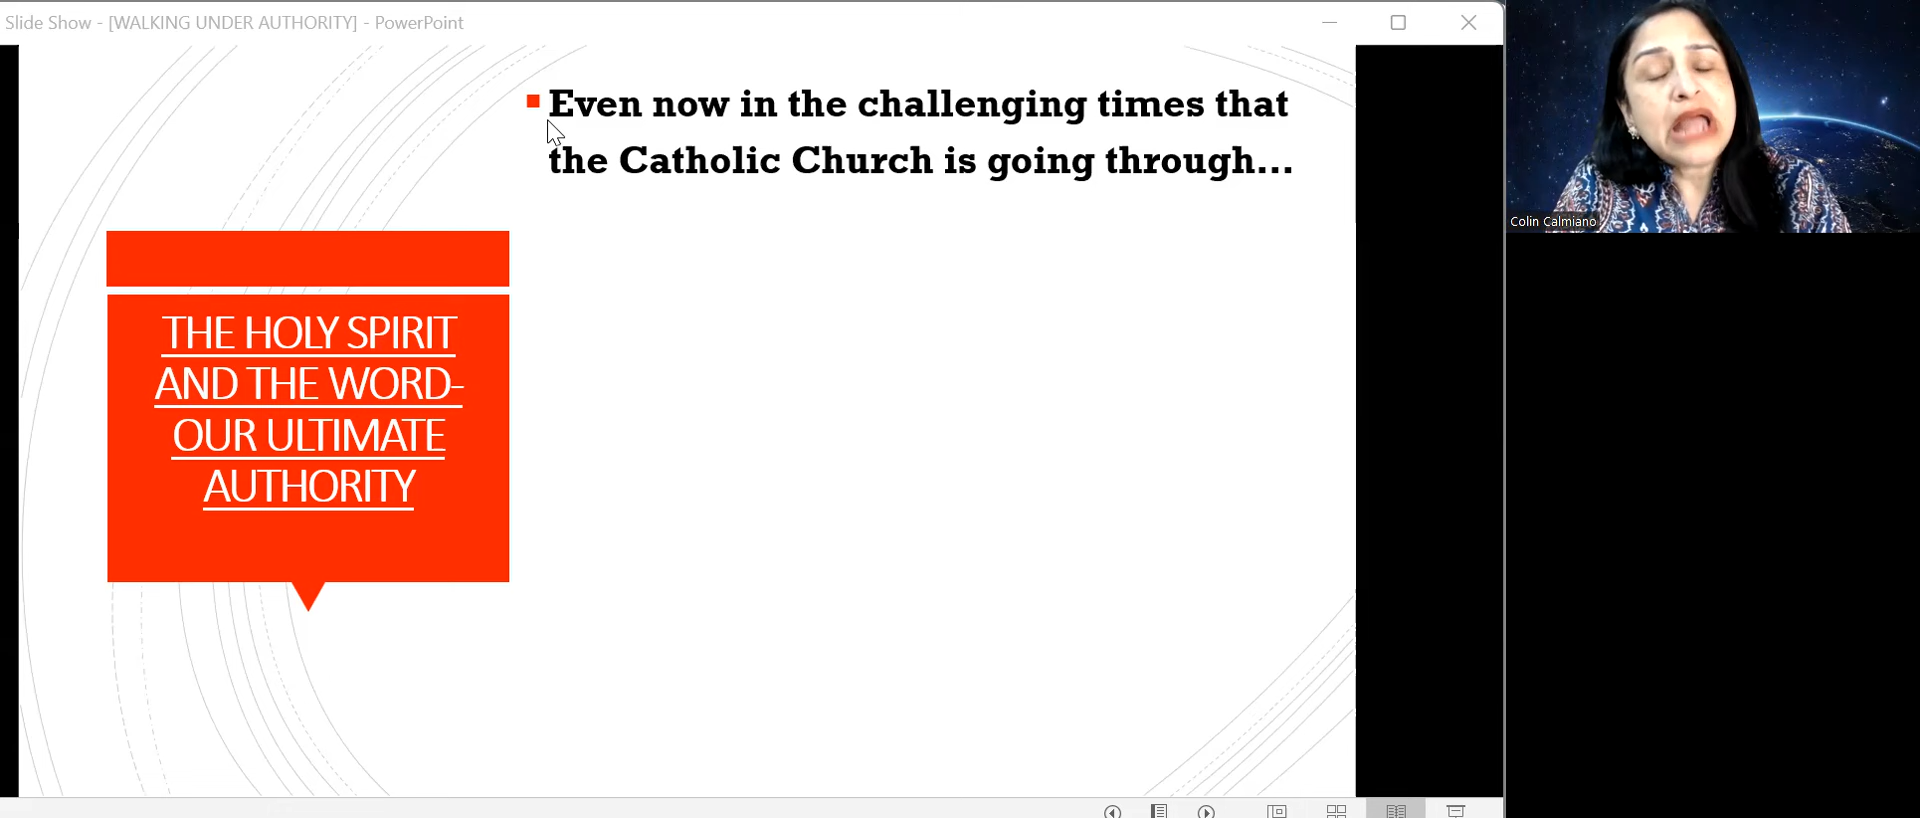 Slide Show - [WALKING UNDER AUTHORITY] - PowerPoint
Even now in the challenging times that
the Catholic Church is going through...
THE HOLY SPIRIT
AND THE WORD-
OUR ULTIMATE
AUTHORITY
Colin Calmiano